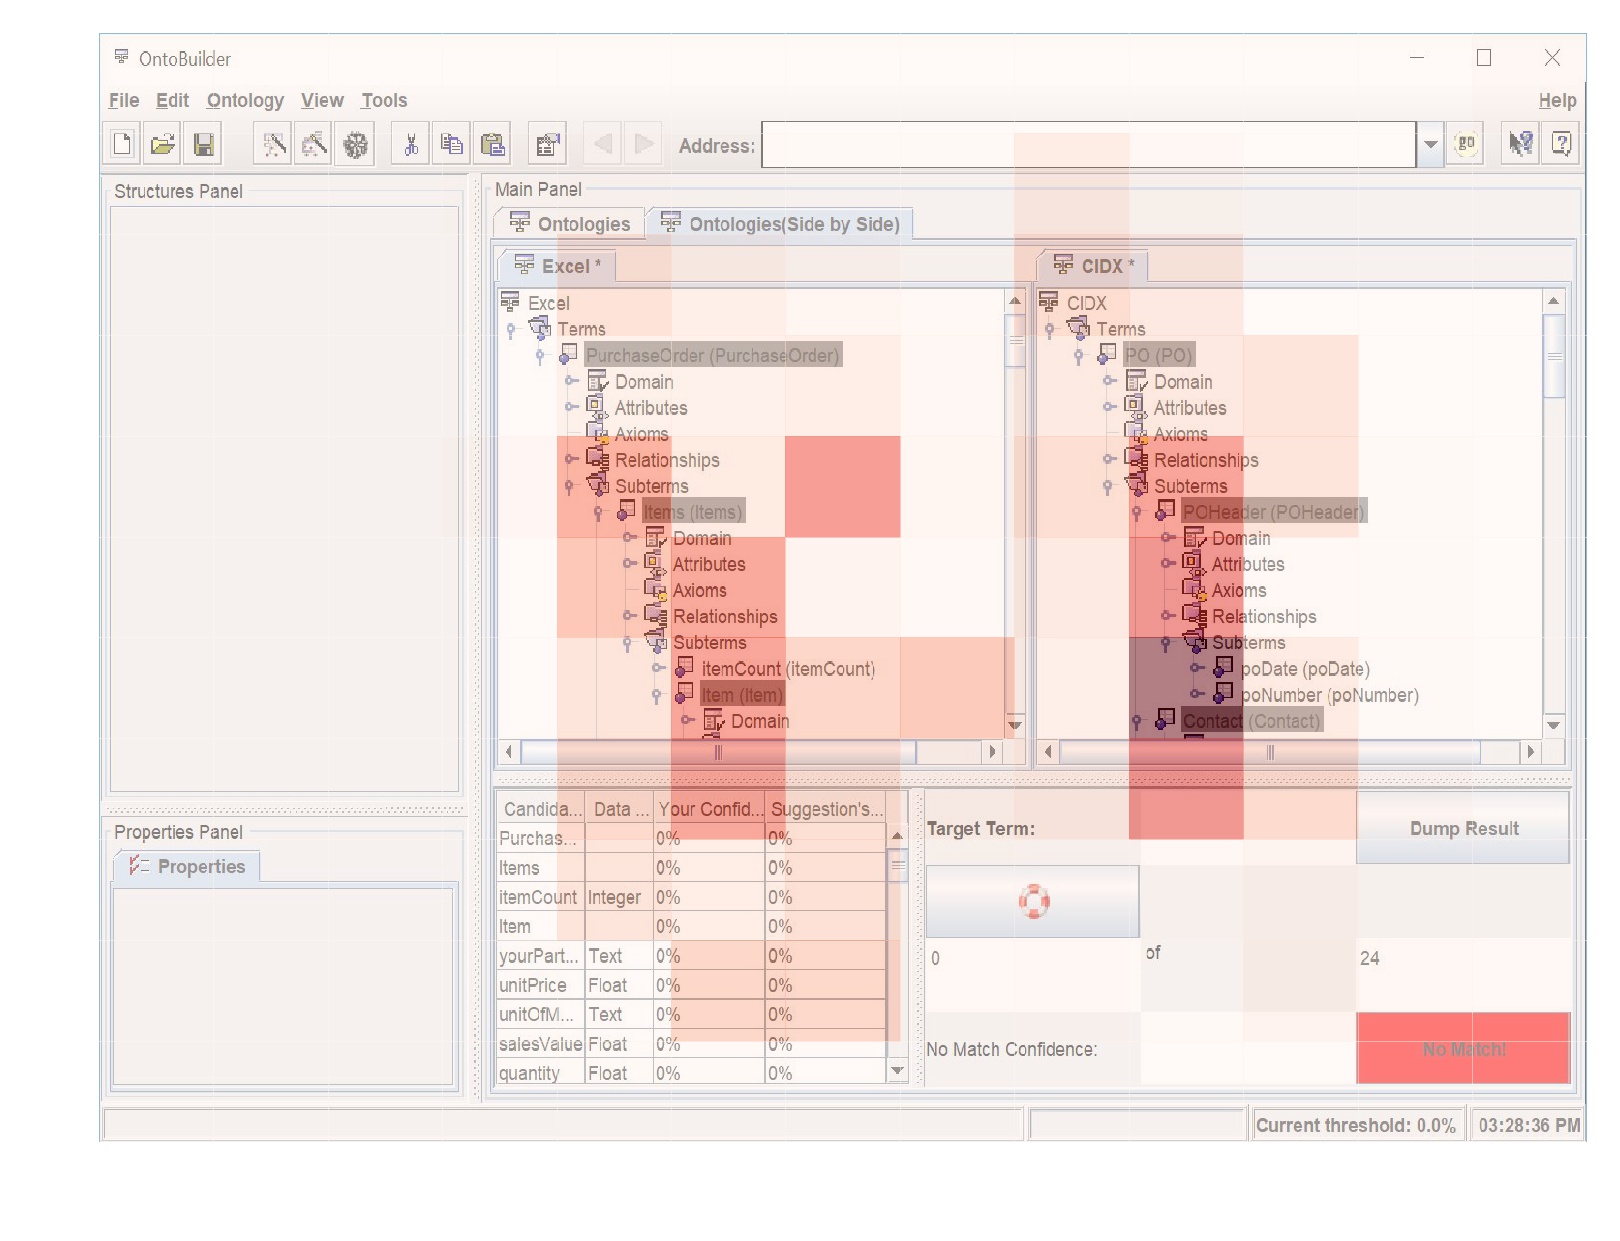 OntoBuilder
File Edit Ontology View Tools Help
Address: go
Structures Panel
Main Panel
Ontologies Ontologies(Side by Side)
Excel * CIDX *
Excel
Terms
PurchaseOrder (PurchaseOrder)
Domain
Attributes
Axioms
Relationships
Subterms
Items (Items)
Domain
Attributes
Axioms
Relationships
Subterms
itemCount (itemCount)
Item (Item)
Domain
CIDX
Terms
PO (PO)
Domain
Attributes
Axioms
Relationships
Subterms
POHeader (POHeader)
Domain
Attributes
Axioms
Relationships
Subterms
poDate (poDate)
poNumber (poNumber)
Contact (Contact)
Candida... Data ... Your Confid... Suggestion's...
Purchas... 0% 0%
Items 0% 0%
itemCount Integer 0% 0%
Item 0% 0%
yourPart... Text 0% 0%
unitPrice Float 0% 0%
unitOfM... Text 0% 0%
salesValue Float 0% 0%
quantity Float 0% 0%
Target Term: Dump Result
0 of 24
No Match Confidence: No Match!
Properties Panel
Properties
Current threshold: 0.0% 03:28:36 PM